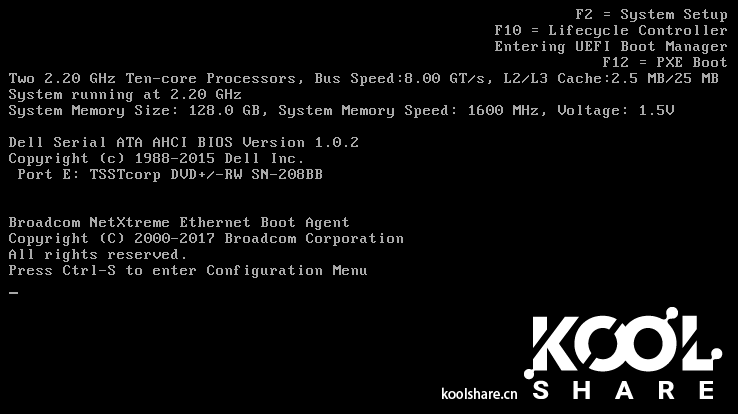 F2 = System Setup
F10 = Lifecycle Controller
Entering UEFI Boot Manager
F12 = PXE Boot
Two 2.20 GHz Ten-core Processors, Bus Speed:8.00 GT/s, L2/L3 Cache:2.5 MB/25 MB
System running at 2.20 GHz
System Memory Size: 128.0 GB, System Memory Speed: 1600 MHz, Voltage: 1.5V
Dell Serial ATA AHCI BIOS Version 1.0.2
Copyright (c) 1988-2015 Dell Inc.
Port E: TSSTcorp DVD+/-RW SN-208BB
Broadcom NetXtreme Ethernet Boot Agent
Copyright (C) 2000-2017 Broadcom Corporation
All rights reserved.
Press Ctrl-S to enter Configuration Menu
_
KOOL
koolshare.cn SHARE